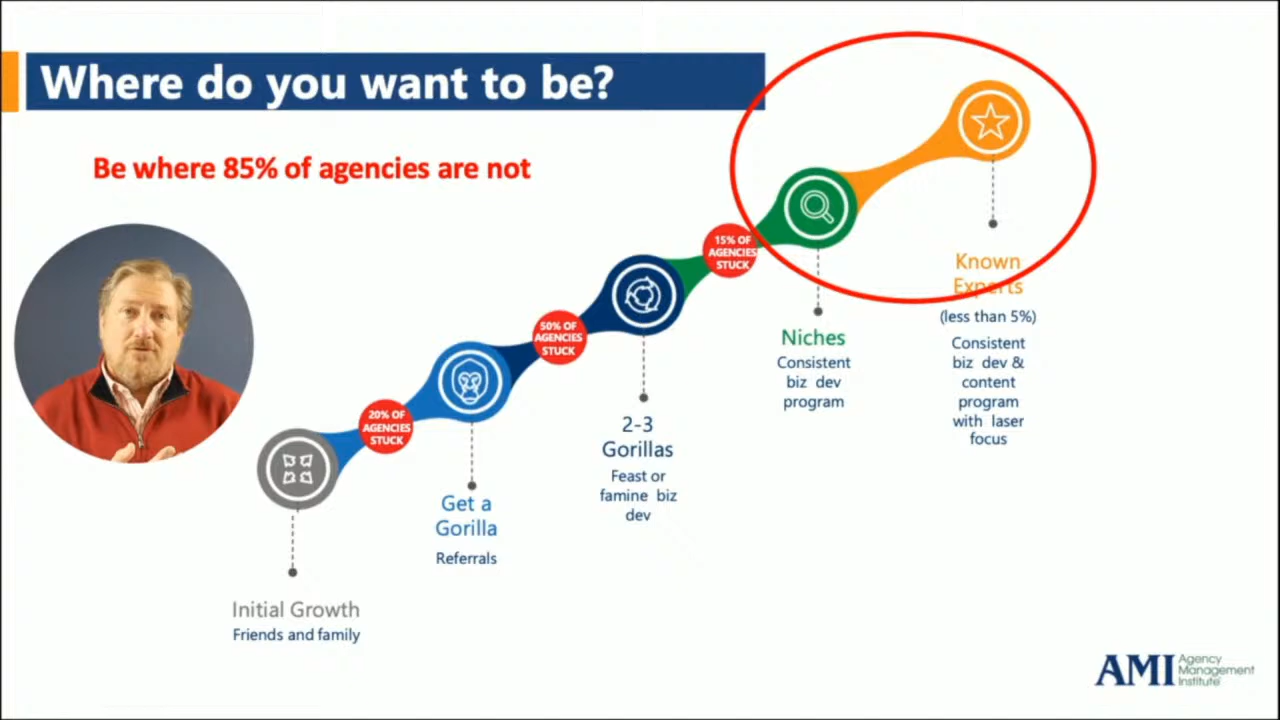 Where do you want to be?
Be where 85% of agencies are not
15% OF
AGENCIES
STUCK
Known
Experts
(less than 5%)
Consistent
biz dev &
content
program
with laser
focus
50% OF
AGENCIES
STUCK
Niches
Consistent
biz dev
program
20% OF
AGENCIES
STUCK
2-3
Gorillas
Feast or
famine biz
dev
Get a
Gorilla
Referrals
Initial Growth
Friends and family
AMI
Agency
Management
Institute